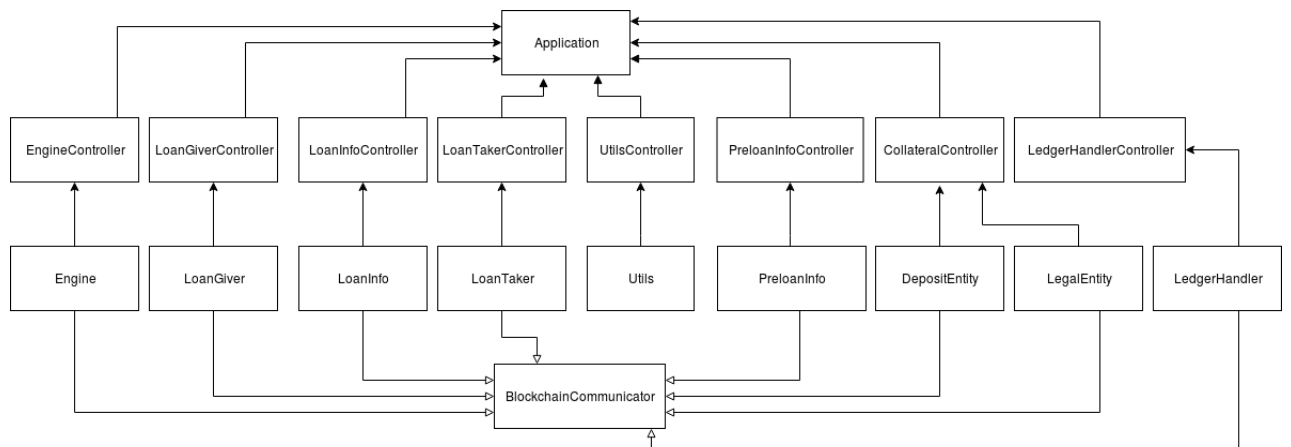 Application
EngineController
LoanGiverController
LoanInfoController
LoanTakerController
UtilsController
PreloanInfoController
CollateralController
LedgerHandlerController
Engine
LoanGiver
LoanInfo
LoanTaker
Utils
PreloanInfo
DepositEntity
LegalEntity
LedgerHandler
BlockchainCommunicator